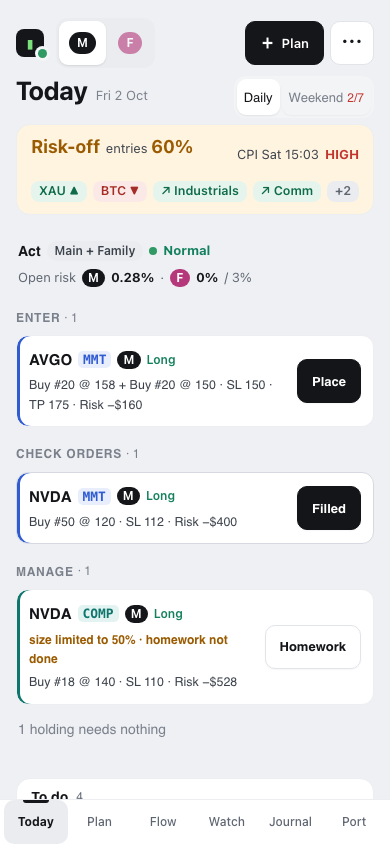 M F + Plan ···
Today Fri 2 Oct Daily Weekend 2/7
Risk-off entries 60% CPI Sat 15:03 HIGH
XAU ▲ BTC ▼ ↗ Industrials ↗ Comm +2
Act Main + Family Normal
Open risk M 0.28% · F 0% / 3%
ENTER · 1
AVGO MMT M Long
Buy #20 @ 158 + Buy #20 @ 150 · SL 150 ·
TP 175 · Risk −$160
Place
CHECK ORDERS · 1
NVDA MMT M Long
Buy #50 @ 120 · SL 112 · Risk −$400
Filled
MANAGE · 1
NVDA COMP M Long
size limited to 50% · homework not
done
Buy #18 @ 140 · SL 110 · Risk −$528
Homework
1 holding needs nothing
To do 4
Today Plan Flow Watch Journal Port